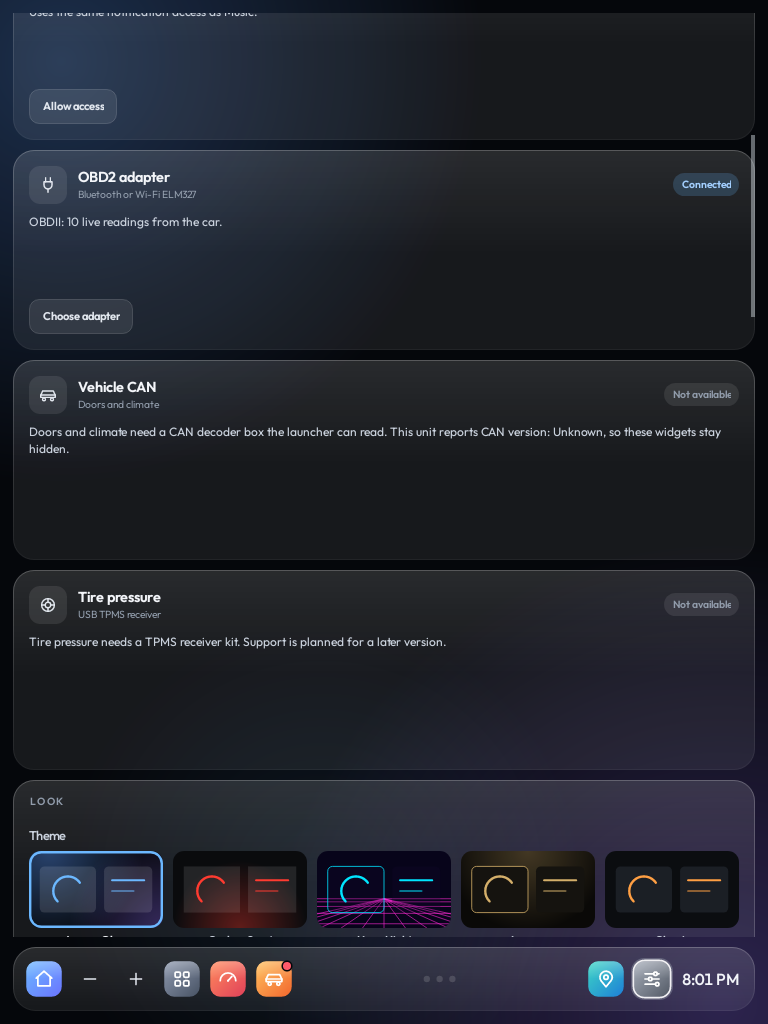 Uses the same notification access as Music.
Allow access
OBD2 adapter
Bluetooth or Wi-Fi ELM327
Connected
OBDII: 10 live readings from the car.
Choose adapter
Vehicle CAN
Doors and climate
Not available
Doors and climate need a CAN decoder box the launcher can read. This unit reports CAN version: Unknown, so these widgets stay
hidden.
Tire pressure
USB TPMS receiver
Not available
Tire pressure needs a TPMS receiver kit. Support is planned for a later version.
LOOK
Theme
8:01 PM